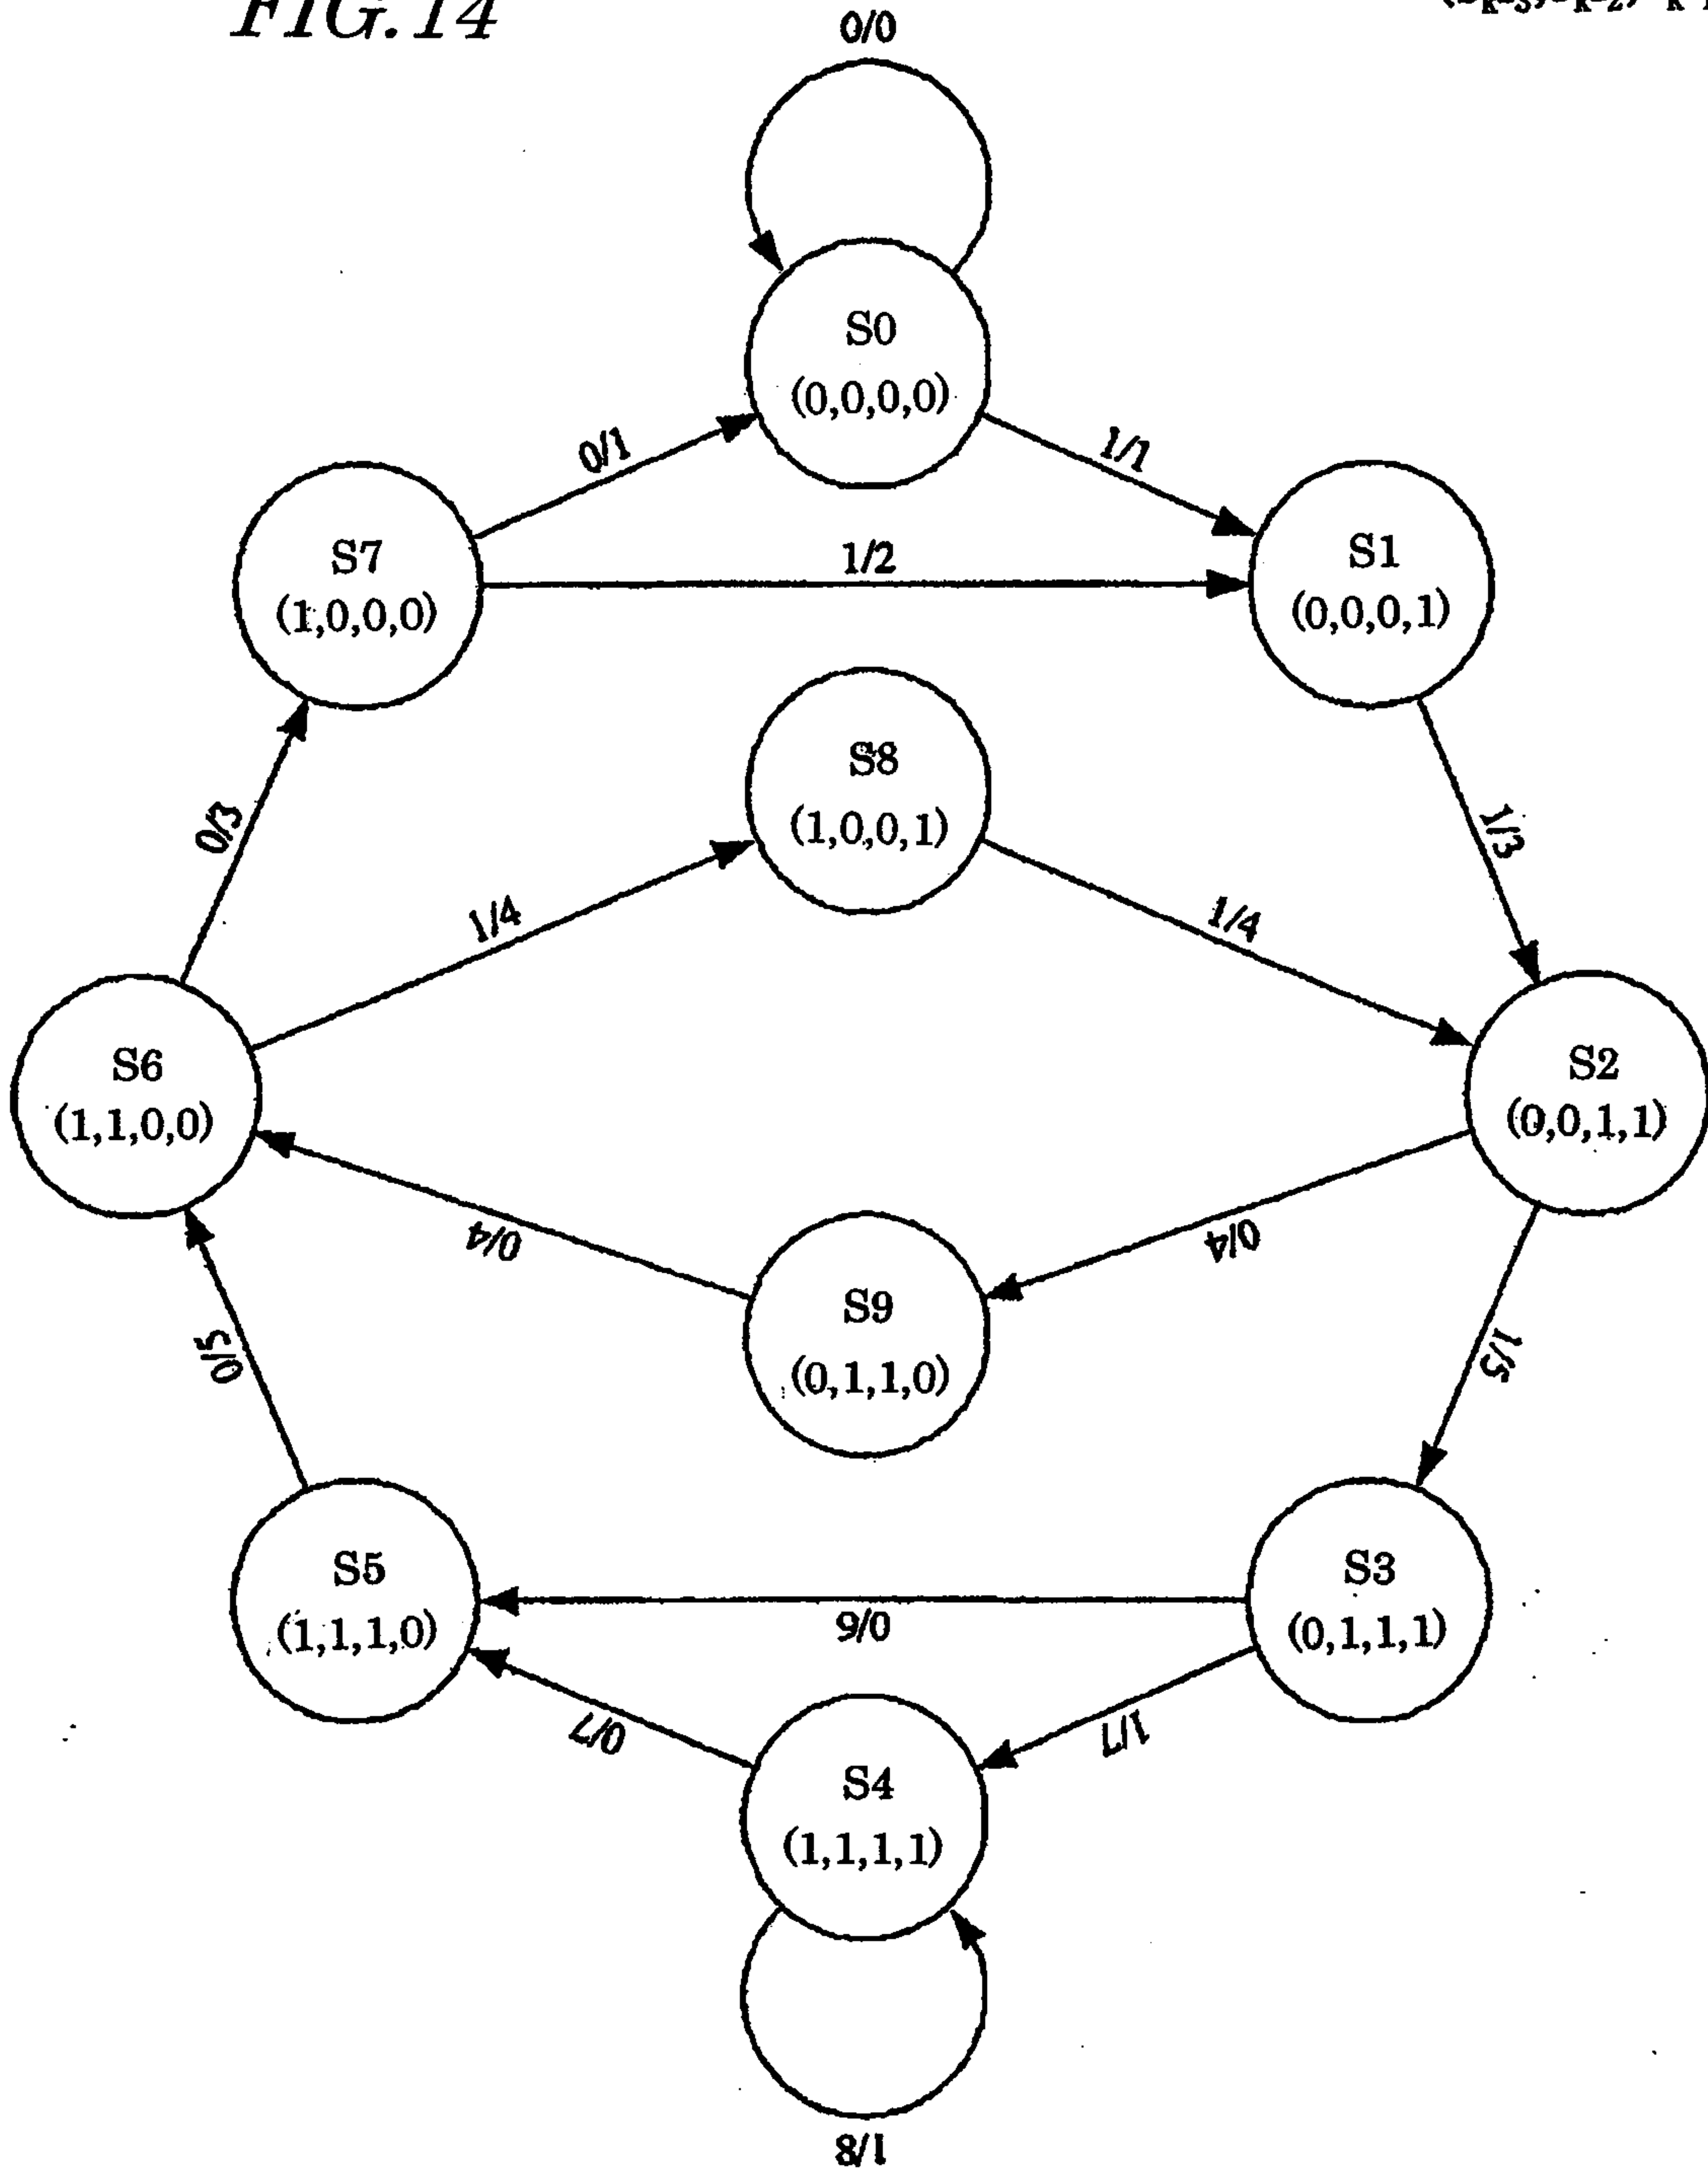 FIG.14
0/0
S0
(0,0,0,0)
0/1
1/1
S7
(1,0,0,0)
1/2
S1
(0,0,0,1)
S8
(1,0,0,1)
0/3
1/3
1/4
1/4
S6
(1,1,0,0)
S2
(0,0,1,1)
0/4
0/4
S9
(0,1,1,0)
0/5
1/5
S5
(1,1,1,0)
S3
(0,1,1,1)
0/6
0/7
1/7
S4
(1,1,1,1)
1/8